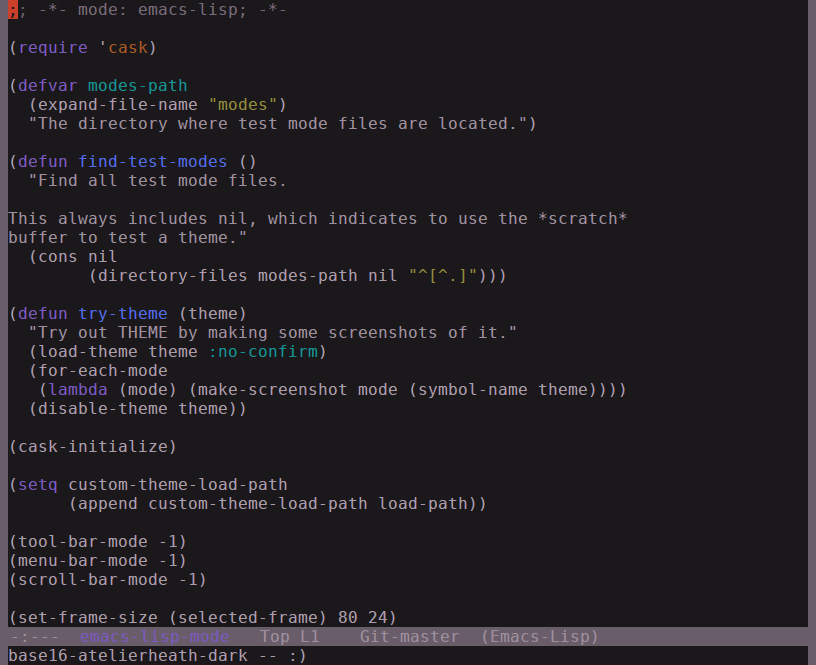 ;; -*- mode: emacs-lisp; -*-
(require 'cask)
(defvar modes-path
  (expand-file-name "modes")
  "The directory where test mode files are located.")
(defun find-test-modes ()
  "Find all test mode files.
This always includes nil, which indicates to use the *scratch*
buffer to test a theme."
  (cons nil
        (directory-files modes-path nil "^[^.]")))
(defun try-theme (theme)
  "Try out THEME by making some screenshots of it."
  (load-theme theme :no-confirm)
  (for-each-mode
   (lambda (mode) (make-screenshot mode (symbol-name theme))))
  (disable-theme theme))
(cask-initialize)
(setq custom-theme-load-path
      (append custom-theme-load-path load-path))
(tool-bar-mode -1)
(menu-bar-mode -1)
(scroll-bar-mode -1)
(set-frame-size (selected-frame) 80 24)
-:---  emacs-lisp-mode   Top L1    Git-master  (Emacs-Lisp)
base16-atelierheath-dark -- :)